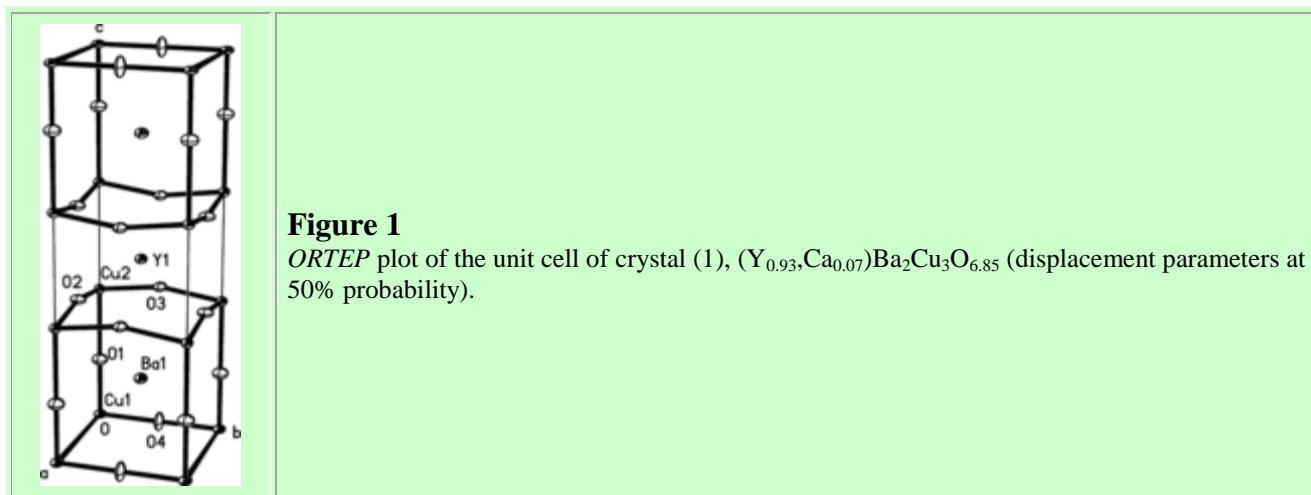 c
Y1
Cu2
O2
O3
O1
Ba1
Cu1
O
O4
b
a
Figure 1
ORTEP plot of the unit cell of crystal (1), (Y₀.₉₃,Ca₀.₀₇)Ba₂Cu₃O₆.₈₅ (displacement parameters at
50% probability).